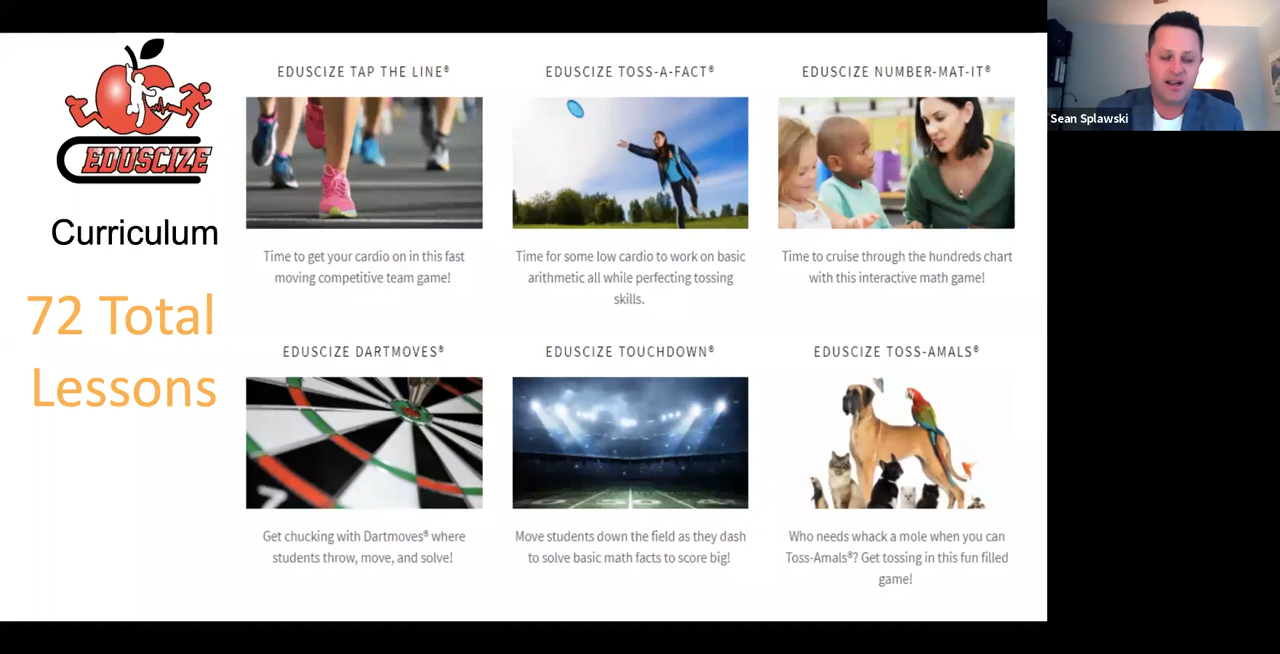 EDUSCIZE
Curriculum
72 Total
Lessons
EDUSCIZE TAP THE LINE®
Time to get your cardio on in this fast
moving competitive team game!
EDUSCIZE TOSS-A-FACT®
Time for some low cardio to work on basic
arithmetic all while perfecting tossing
skills.
EDUSCIZE NUMBER-MAT-IT®
Time to cruise through the hundreds chart
with this interactive math game!
EDUSCIZE DARTMOVES®
7
Get chucking with Dartmoves® where
students throw, move, and solve!
EDUSCIZE TOUCHDOWN®
Move students down the field as they dash
to solve basic math facts to score big!
EDUSCIZE TOSS-AMALS®
Who needs whack a mole when you can
Toss-Amals®? Get tossing in this fun filled
game!
Sean Splawski